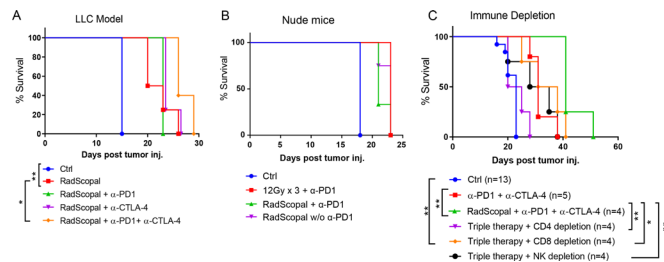 A
LLC Model
% Survival
100
50
0
0
10
20
30
Days post tumor inj.
Ctrl
RadScopal
RadScopal + α-PD1
RadScopal + α-CTLA-4
RadScopal + α-PD1+ α-CTLA-4
**
*
B
Nude mice
% Survival
100
50
0
0
5
10
15
20
25
Days post tumor inj.
Ctrl
12Gy x 3 + α-PD1
RadScopal + α-PD1
RadScopal w/o α-PD1
C
Immune Depletion
% Survival
100
50
0
0
20
40
60
Days post tumor inj.
Ctrl (n=13)
α-PD1 + α-CTLA-4 (n=5)
RadScopal + α-PD1 + α-CTLA-4 (n=4)
Triple therapy + CD4 depletion (n=4)
Triple therapy + CD8 depletion (n=4)
Triple therapy + NK depletion (n=4)
**
**
**
*